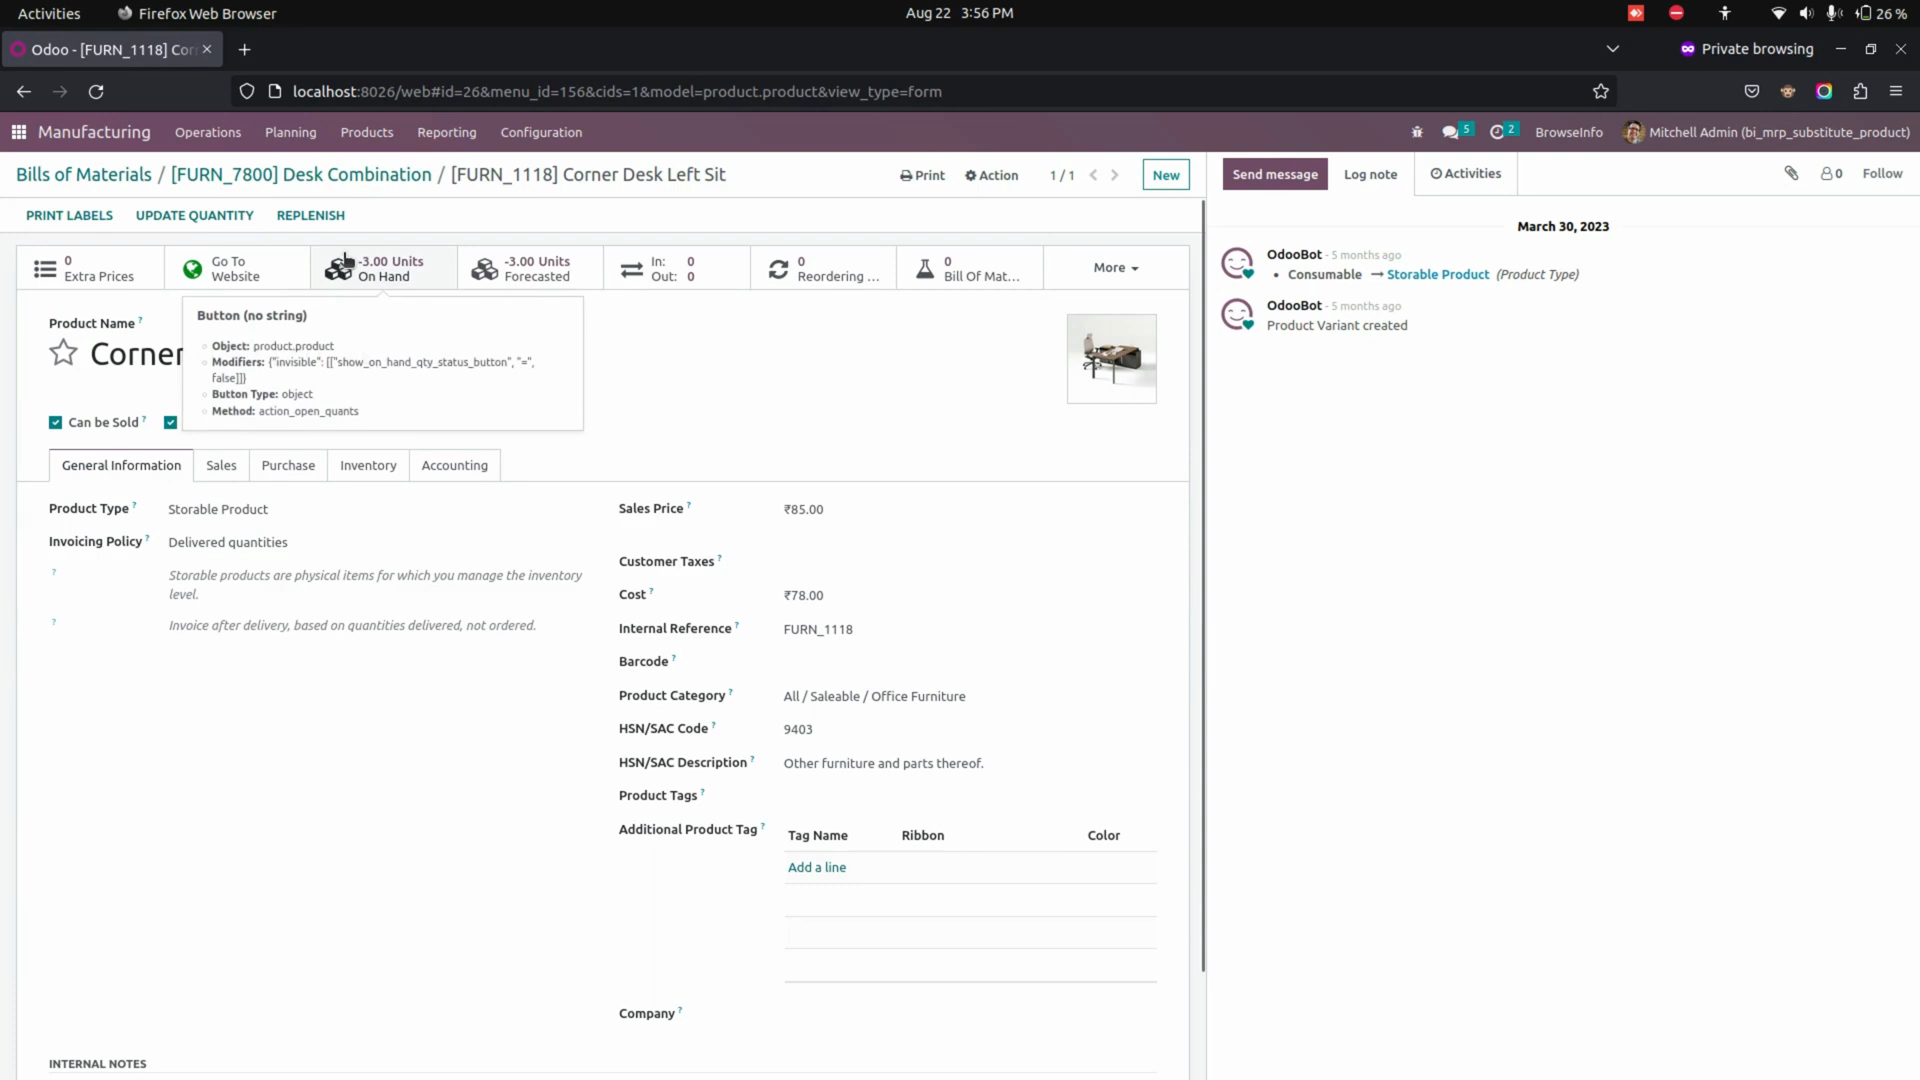 Activities
Firefox Web Browser
Aug 22 3:56 PM
26 %
Odoo - [FURN_1118] Cor
Private browsing
localhost:8026/web#id=26&menu_id=156&cids=1&model=product.product&view_type=form
Manufacturing
Operations
Planning
Products
Reporting
Configuration
5
2
BrowseInfo
Mitchell Admin (bi_mrp_substitute_product)
Bills of Materials / [FURN_7800] Desk Combination / [FURN_1118] Corner Desk Left Sit
Print
Action
1 / 1
New
Send message
Log note
Activities
0
Follow
PRINT LABELS
UPDATE QUANTITY
REPLENISH
0
Extra Prices
Go To
Website
-3.00 Units
On Hand
-3.00 Units
Forecasted
In: 0
Out: 0
0
Reordering ...
0
Bill Of Mat...
More
Button (no string)
Object: product.product
Modifiers: {"invisible": [["show_on_hand_qty_status_button", "=",
false]]}
Button Type: object
Method: action_open_quants
Product Name ?
Corner
Can be Sold ?
General Information
Sales
Purchase
Inventory
Accounting
Product Type ? Storable Product
Invoicing Policy ? Delivered quantities
? Storable products are physical items for which you manage the inventory
level.
? Invoice after delivery, based on quantities delivered, not ordered.
Sales Price ? ₹85.00
Customer Taxes ?
Cost ? ₹78.00
Internal Reference ? FURN_1118
Barcode ?
Product Category ? All / Saleable / Office Furniture
HSN/SAC Code ? 9403
HSN/SAC Description ? Other furniture and parts thereof.
Product Tags ?
Additional Product Tag ?
Tag Name Ribbon Color
Add a line
Company ?
INTERNAL NOTES
March 30, 2023
OdooBot - 5 months ago
• Consumable → Storable Product (Product Type)
OdooBot - 5 months ago
Product Variant created